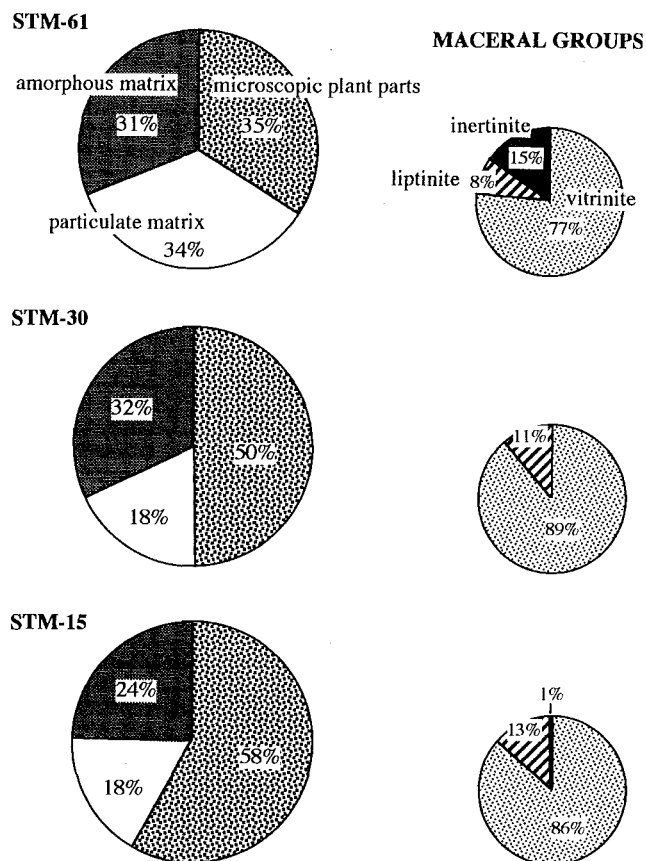 STM-61
MACERAL GROUPS
amorphous matrix
microscopic plant parts
31%
35%
particulate matrix
34%
inertinite
15%
liptinite
8%
vitrinite
77%
STM-30
32%
50%
18%
11%
89%
STM-15
24%
58%
18%
1%
13%
86%